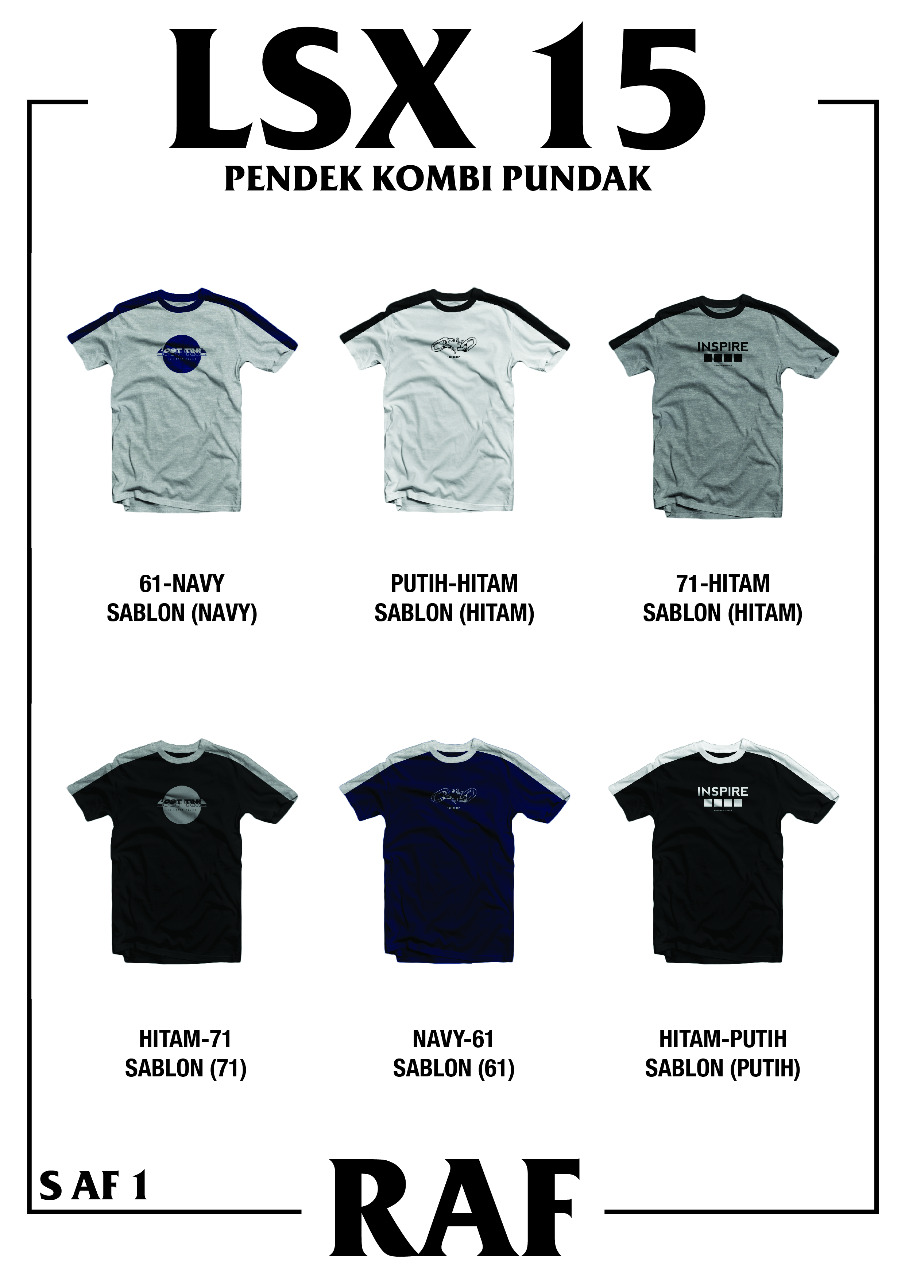 LSX 15
PENDEK KOMBI PUNDAK
INSPIRE
61-NAVY
SABLON (NAVY)
PUTIH-HITAM
SABLON (HITAM)
71-HITAM
SABLON (HITAM)
INSPIRE
HITAM-71
SABLON (71)
NAVY-61
SABLON (61)
HITAM-PUTIH
SABLON (PUTIH)
S AF 1
RAF